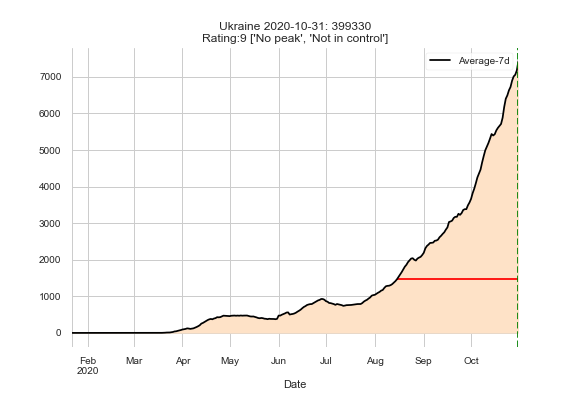 Ukraine 2020-10-31: 399330
Rating:9 ['No peak', 'Not in control']
Average-7d
7000
6000
5000
4000
3000
2000
1000
0
Feb Mar Apr May Jun Jul Aug Sep Oct
2020
Date